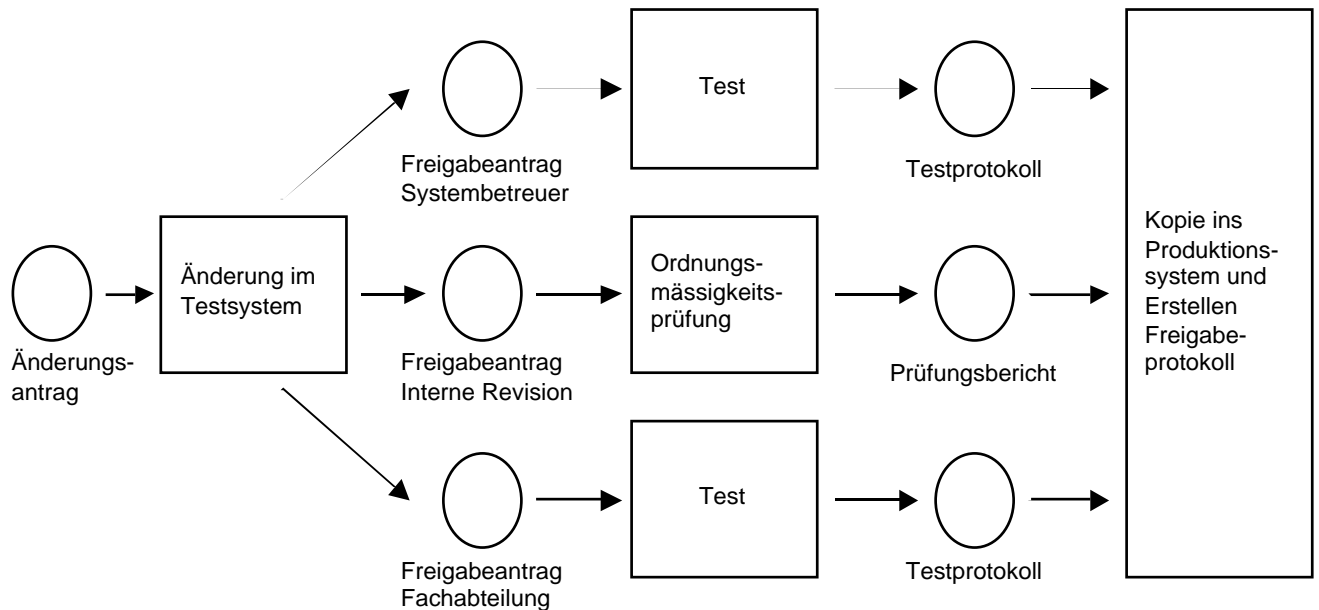 Test
Freigabeantrag
Systembetreuer
Testprotokoll
Änderungs-
antrag
Änderung im
Testsystem
Freigabeantrag
Interne Revision
Ordnungs-
mässigkeits-
prüfung
Prüfungsbericht
Kopie ins
Produktions-
system und
Erstellen
Freigabe-
protokoll
Test
Freigabeantrag
Fachabteilung
Testprotokoll